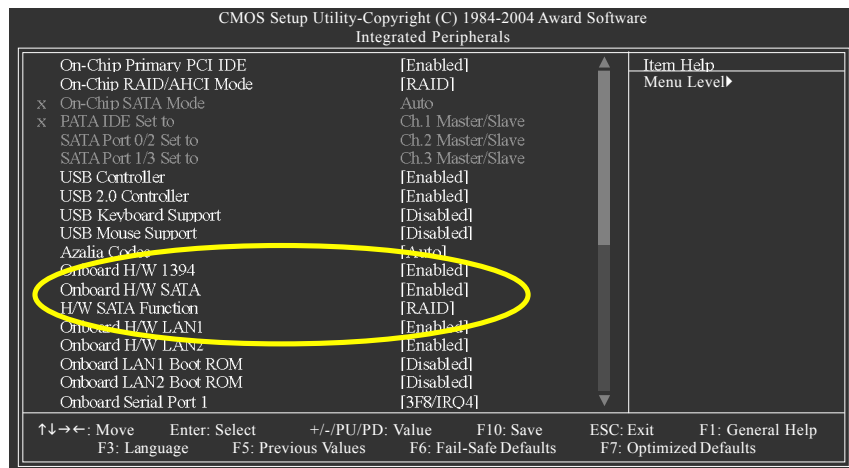 CMOS Setup Utility-Copyright (C) 1984-2004 Award Software
Integrated Peripherals
On-Chip Primary PCI IDE [Enabled]
Item Help
On-Chip RAID/AHCI Mode [RAID]
Menu Level
x On-Chip SATA Mode Auto
x PATA IDE Set to Ch.1 Master/Slave
SATA Port 0/2 Set to Ch.2 Master/Slave
SATA Port 1/3 Set to Ch.3 Master/Slave
USB Controller [Enabled]
USB 2.0 Controller [Enabled]
USB Keyboard Support [Disabled]
USB Mouse Support [Disabled]
Azalia Codec [Auto]
Onboard H/W 1394 [Enabled]
Onboard H/W SATA [Enabled]
H/W SATA Function [RAID]
Onboard H/W LAN1 [Enabled]
Onboard H/W LAN2 [Enabled]
Onboard LAN1 Boot ROM [Disabled]
Onboard LAN2 Boot ROM [Disabled]
Onboard Serial Port 1 [3F8/IRQ4]
↑↓→←: Move Enter: Select +/-/PU/PD: Value F10: Save ESC: Exit F1: General Help
F3: Language F5: Previous Values F6: Fail-Safe Defaults F7: Optimized Defaults